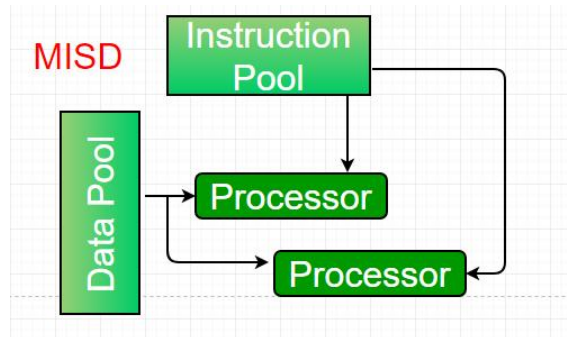 MISD
Instruction
Pool
Data Pool
Processor
Processor